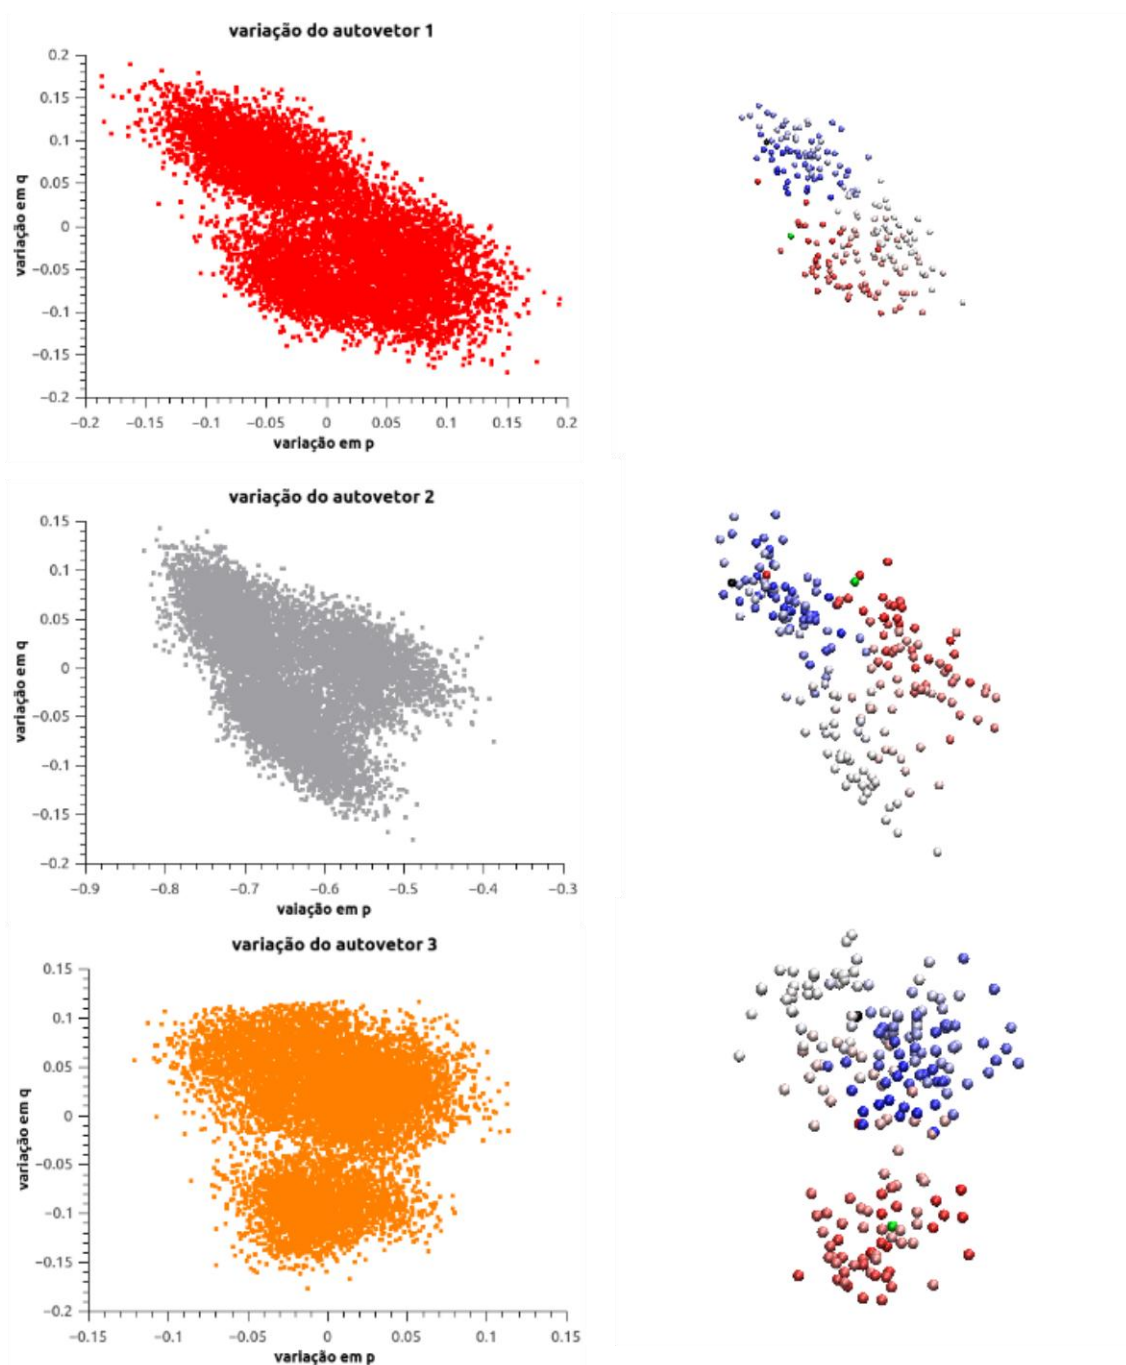 variação do autovetor 1
0.2
0.15
0.1
0.05
0
−0.05
−0.1
−0.15
−0.2
variação em q
−0.2 −0.15 −0.1 −0.05 0 0.05 0.1 0.15 0.2
variação em p
variação do autovetor 2
0.15
0.1
0.05
0
−0.05
−0.1
−0.15
−0.2
variação em q
−0.9 −0.8 −0.7 −0.6 −0.5 −0.4 −0.3
vaiação em p
variação do autovetor 3
0.15
0.1
0.05
0
−0.05
−0.1
−0.15
−0.2
variação em q
−0.15 −0.1 −0.05 0 0.05 0.1 0.15
variação em p